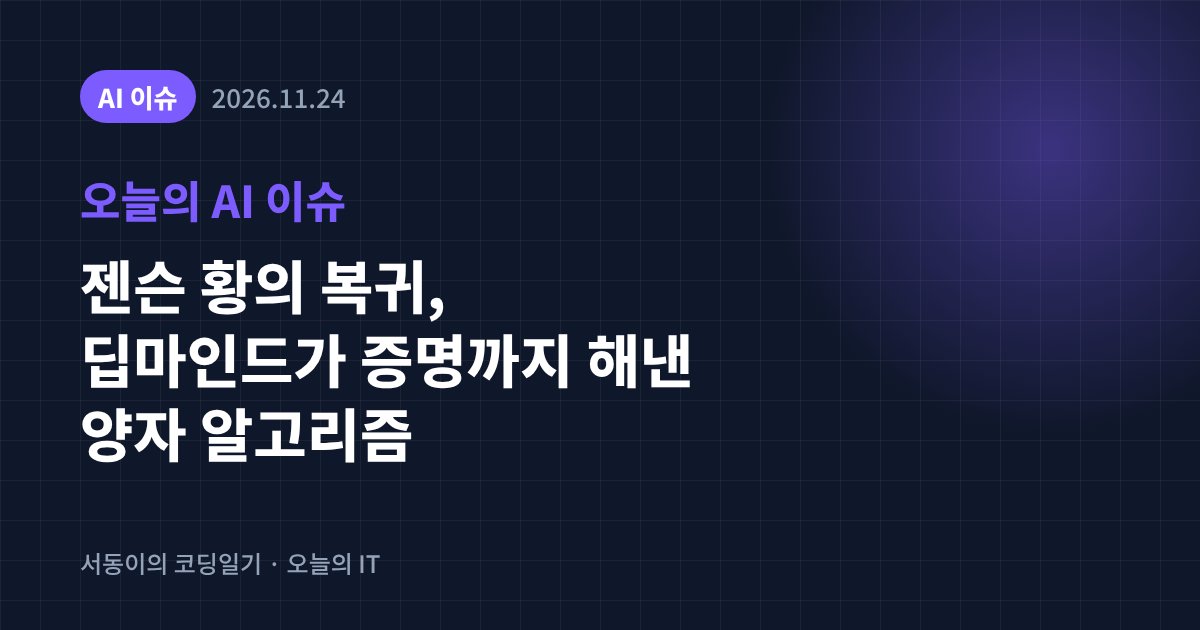 AI 이슈 2026.11.24
오늘의 AI 이슈
젠슨 황의 복귀,
딥마인드가 증명까지 해낸
양자 알고리즘
서동이의 코딩일기 · 오늘의 IT